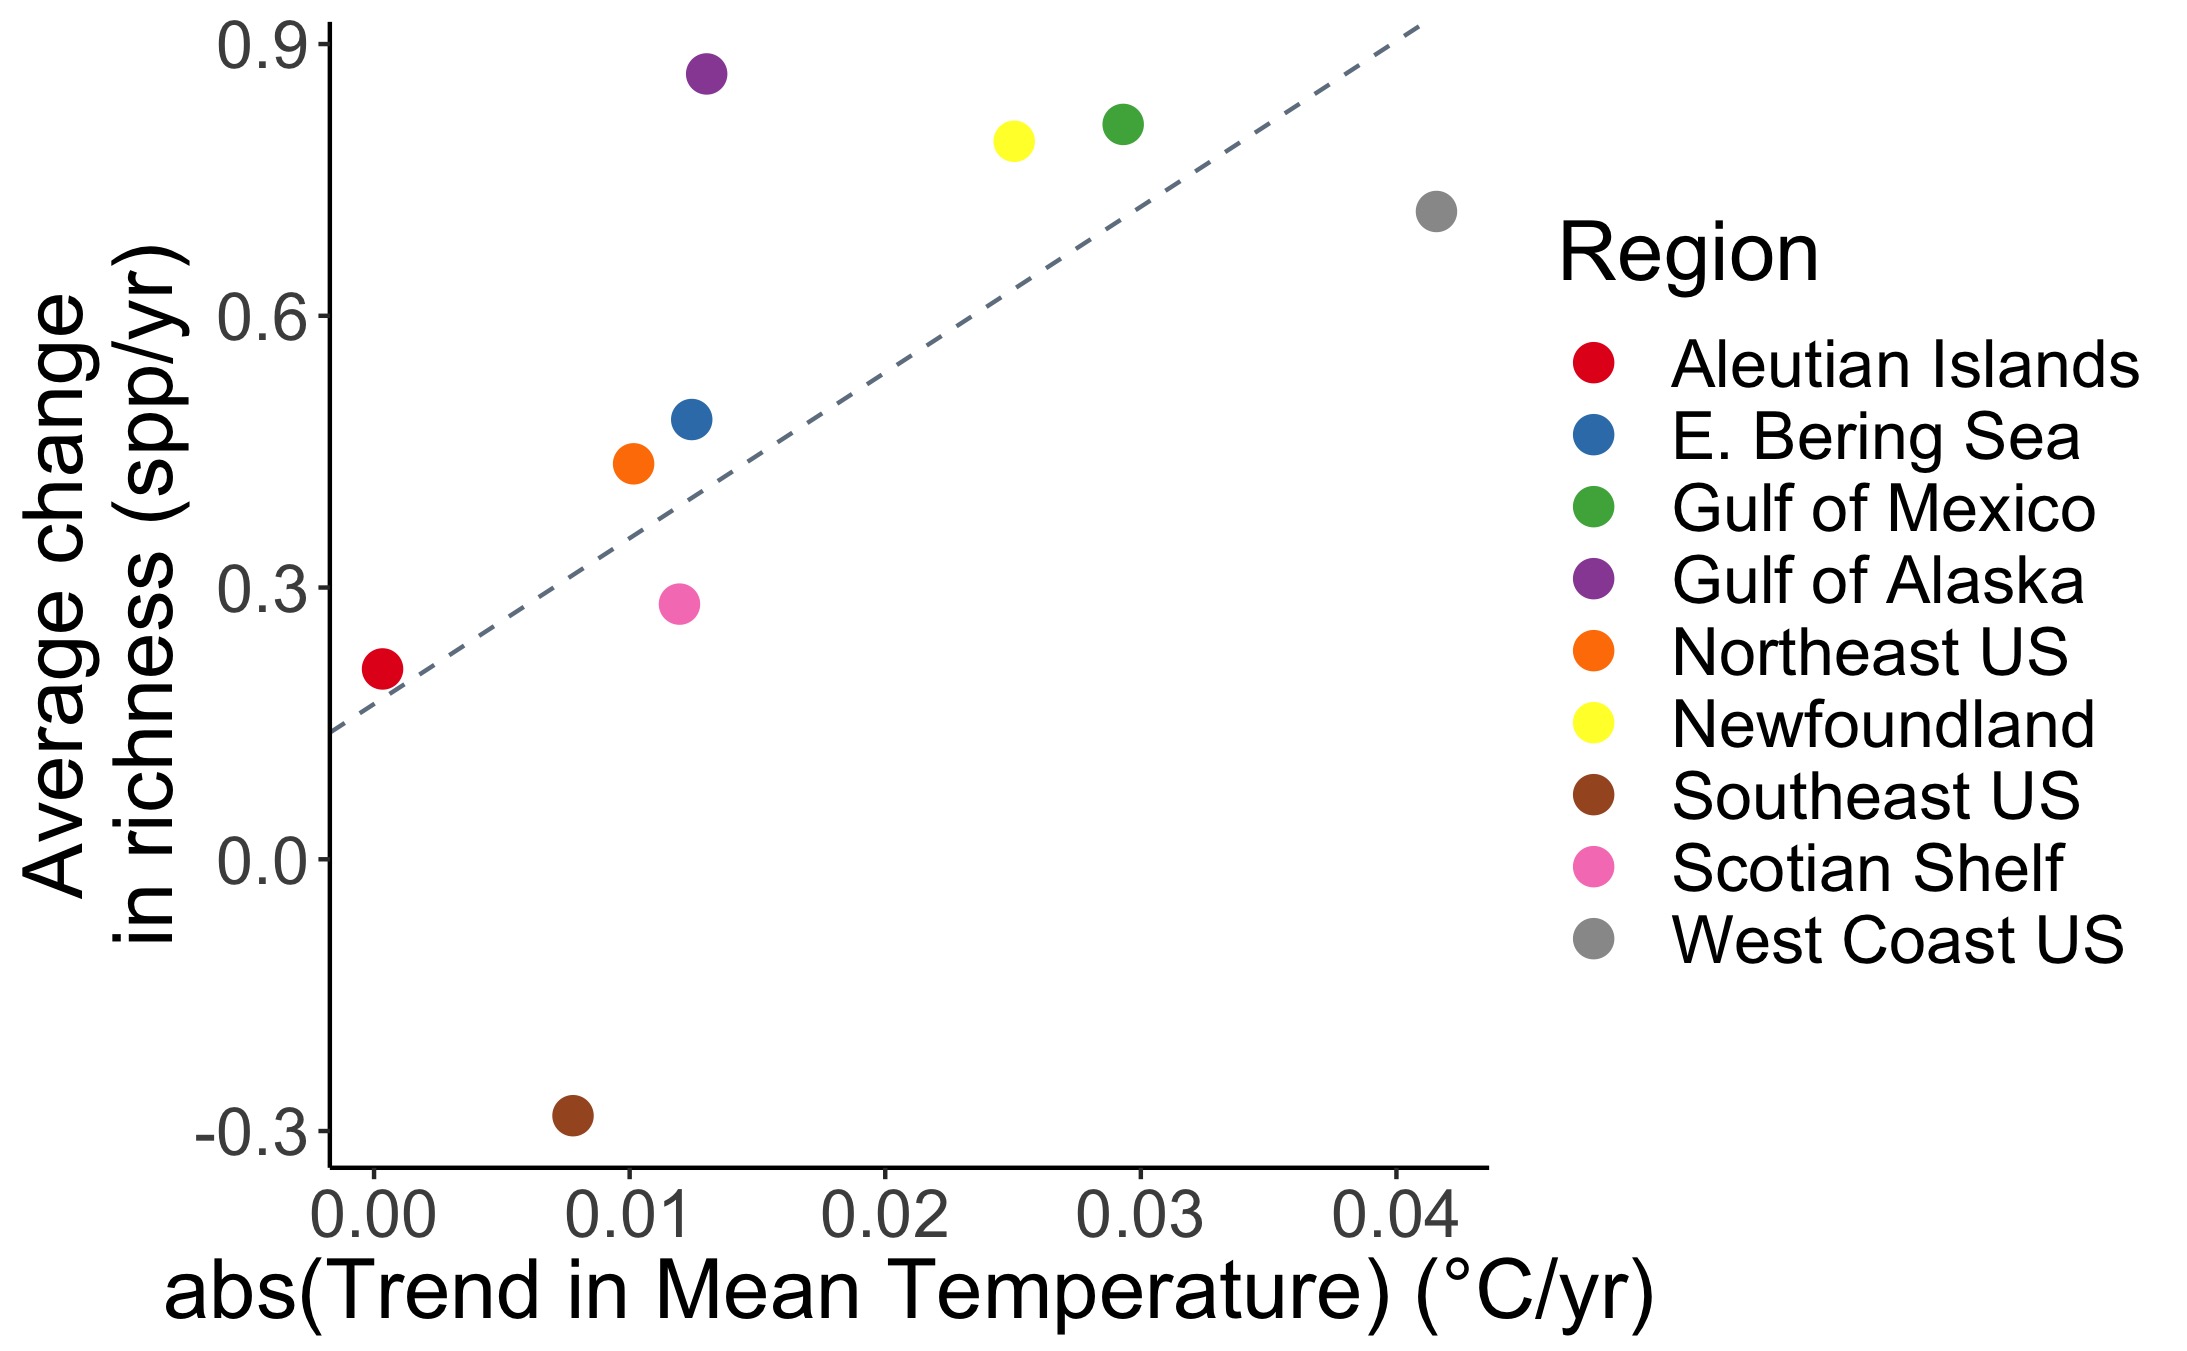 Average change
in richness (spp/yr)
0.9
0.6
0.3
0.0
-0.3
0.00 0.01 0.02 0.03 0.04
abs(Trend in Mean Temperature) (°C/yr)
Region
Aleutian Islands
E. Bering Sea
Gulf of Mexico
Gulf of Alaska
Northeast US
Newfoundland
Southeast US
Scotian Shelf
West Coast US